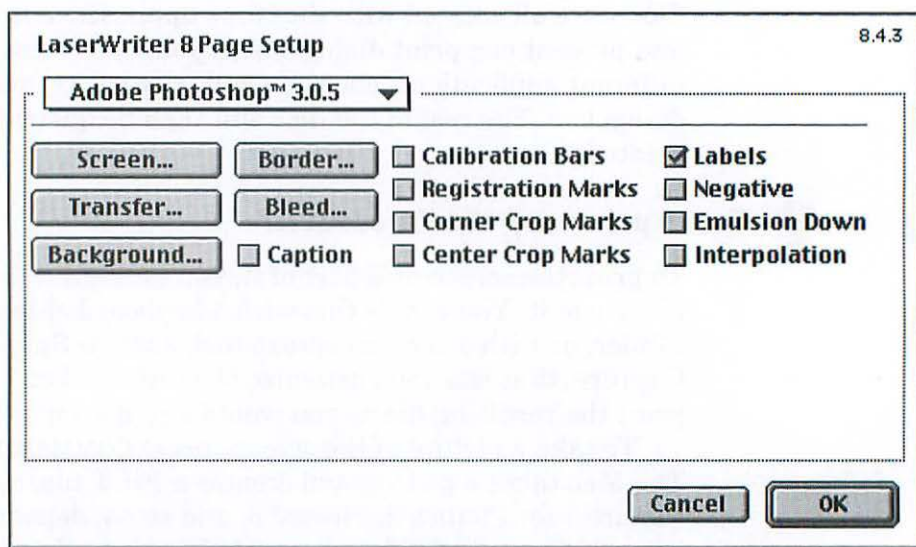 LaserWriter 8 Page Setup 8.4.3
Adobe Photoshop™ 3.0.5
Screen... Border... Calibration Bars Labels
Registration Marks Negative
Transfer... Bleed... Corner Crop Marks Emulsion Down
Background... Caption Center Crop Marks Interpolation
Cancel OK